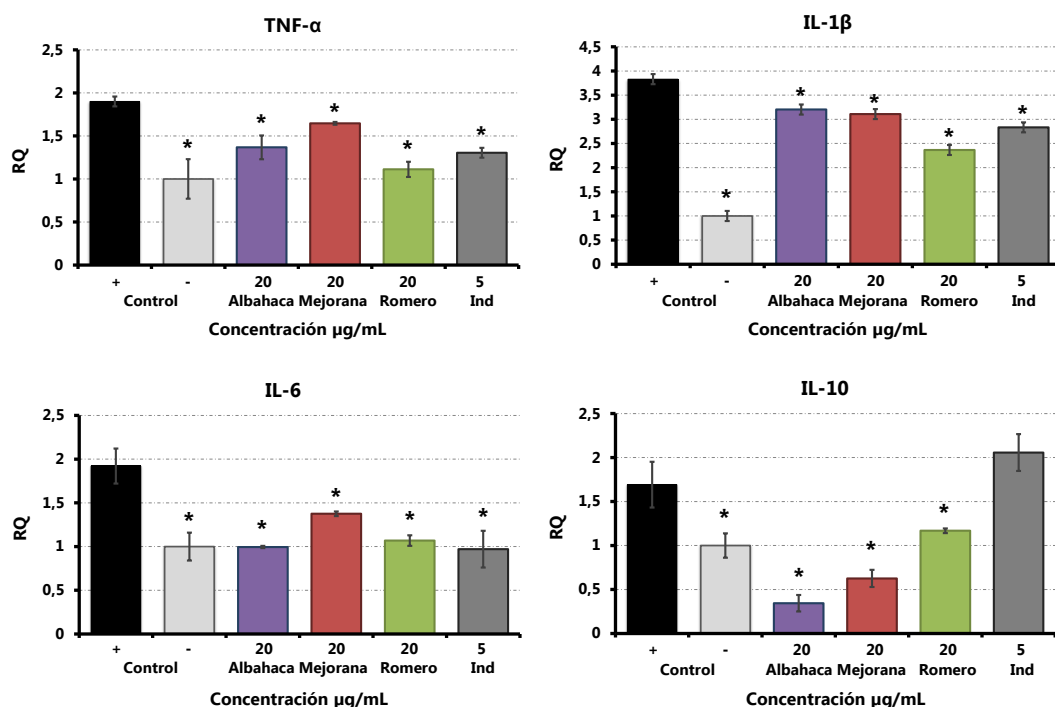 TNF-α
2,5
2
1,5
1
0,5
0
RQ
* * * * *
+ - 20 20 20 5
Control Albahaca Mejorana Romero Ind
Concentración µg/mL
IL-1β
4,5
4
3,5
3
2,5
2
1,5
1
0,5
0
RQ
* * * * *
+ - 20 20 20 5
Control Albahaca Mejorana Romero Ind
Concentración µg/mL
IL-6
2,5
2
1,5
1
0,5
0
RQ
* * * * *
+ - 20 20 20 5
Control Albahaca Mejorana Romero Ind
Concentración µg/mL
IL-10
2,5
2
1,5
1
0,5
0
RQ
* * * *
+ - 20 20 20 5
Control Albahaca Mejorana Romero Ind
Concentración µg/mL